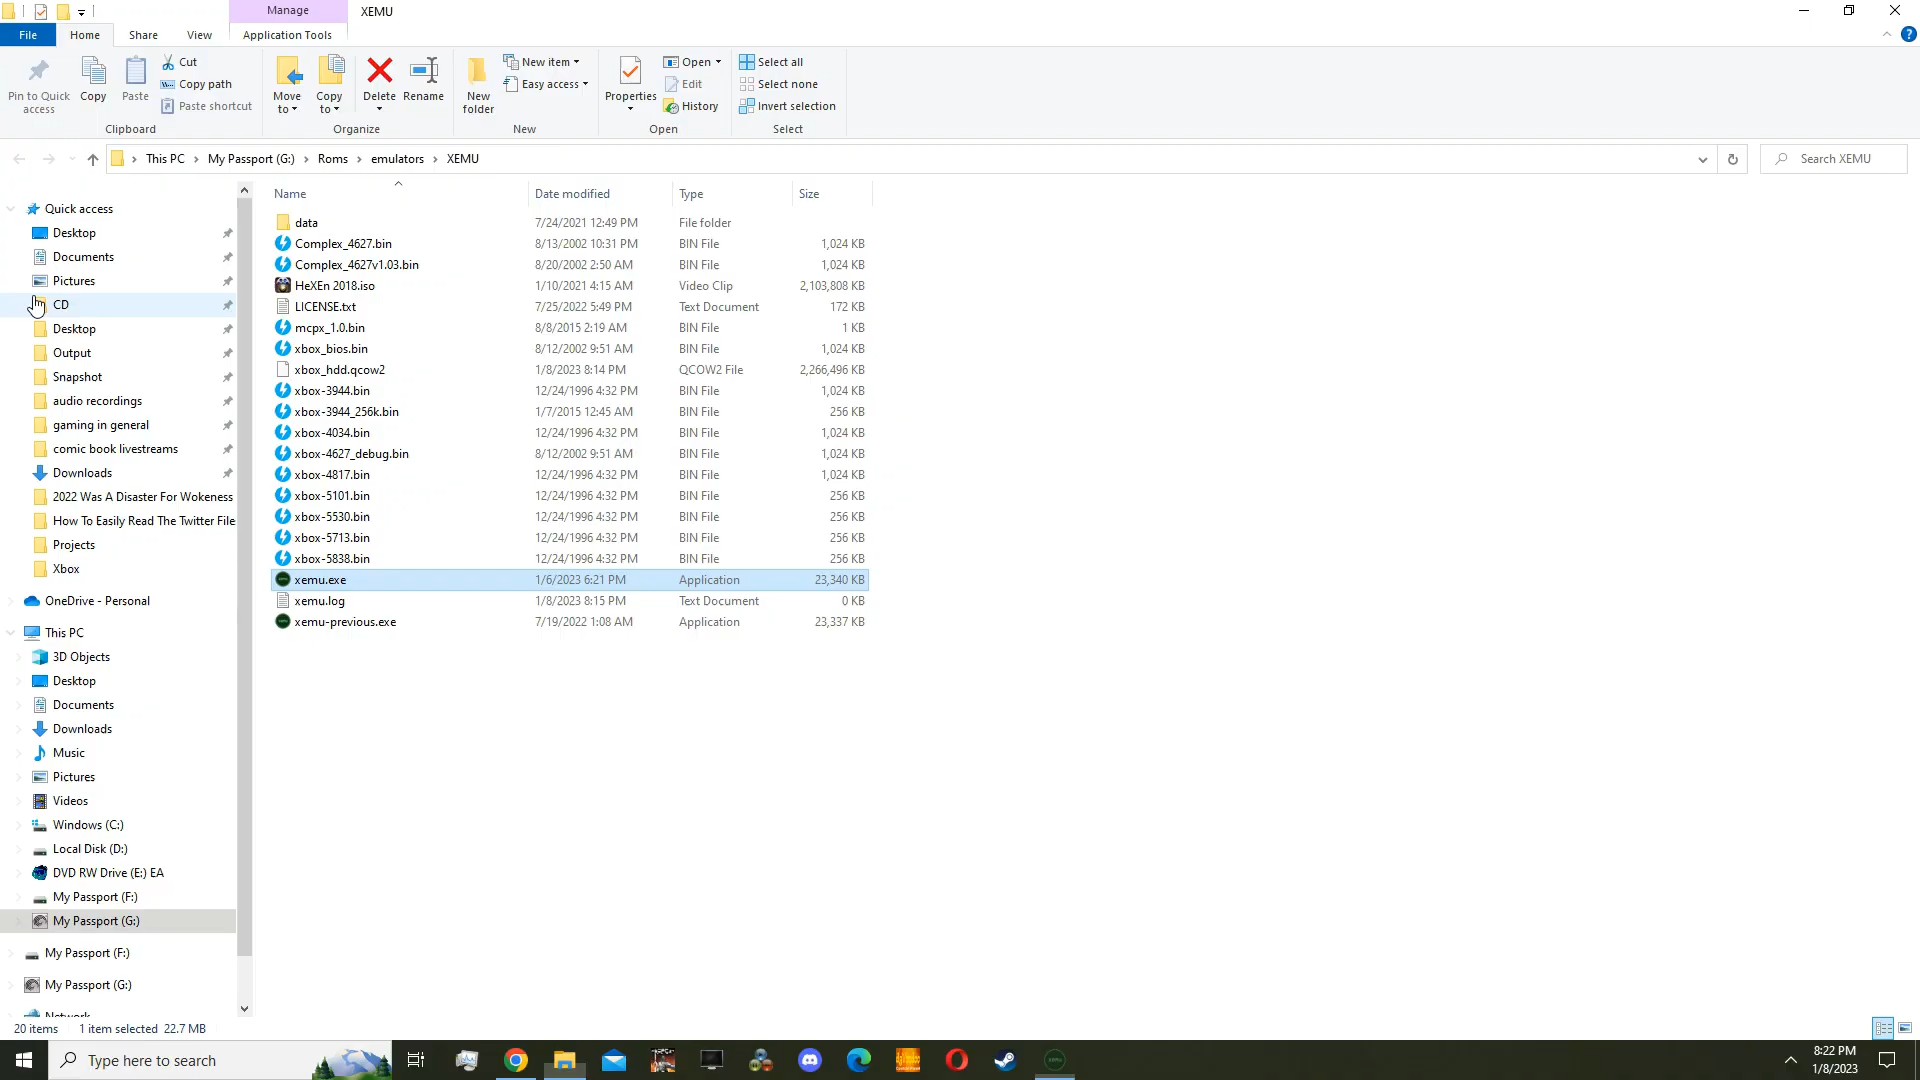 Manage
XEMU
File
Home
Share
View
Application Tools
Pin to Quick access
Copy
Paste
Cut
Copy path
Paste shortcut
Clipboard
Move to
Copy to
Delete
Rename
Organize
New folder
New item
Easy access
New
Properties
Open
Edit
History
Open
Select all
Select none
Invert selection
Select
This PC > My Passport (G:) > Roms > emulators > XEMU
Search XEMU
Name Date modified Type Size
data 7/24/2021 12:49 PM File folder
Complex_4627.bin 8/13/2002 10:31 PM BIN File 1,024 KB
Complex_4627v1.03.bin 8/20/2002 2:50 AM BIN File 1,024 KB
HeXEn 2018.iso 1/10/2021 4:15 AM Video Clip 2,103,808 KB
LICENSE.txt 7/25/2022 5:49 PM Text Document 172 KB
mcpx_1.0.bin 8/8/2015 2:19 AM BIN File 1 KB
xbox_bios.bin 8/12/2002 9:51 AM BIN File 1,024 KB
xbox_hdd.qcow2 1/8/2023 8:14 PM QCOW2 File 2,266,496 KB
xbox-3944.bin 12/24/1996 4:32 PM BIN File 1,024 KB
xbox-3944_256k.bin 1/7/2015 12:45 AM BIN File 256 KB
xbox-4034.bin 12/24/1996 4:32 PM BIN File 1,024 KB
xbox-4627_debug.bin 8/12/2002 9:51 AM BIN File 1,024 KB
xbox-4817.bin 12/24/1996 4:32 PM BIN File 1,024 KB
xbox-5101.bin 12/24/1996 4:32 PM BIN File 256 KB
xbox-5530.bin 12/24/1996 4:32 PM BIN File 256 KB
xbox-5713.bin 12/24/1996 4:32 PM BIN File 256 KB
xbox-5838.bin 12/24/1996 4:32 PM BIN File 256 KB
xemu.exe 1/6/2023 6:21 PM Application 23,340 KB
xemu.log 1/8/2023 8:15 PM Text Document 0 KB
xemu-previous.exe 7/19/2022 1:08 AM Application 23,337 KB
Quick access
Desktop
Documents
Pictures
CD
Desktop
Output
Snapshot
audio recordings
gaming in general
comic book livestreams
Downloads
2022 Was A Disaster For Wokeness
How To Easily Read The Twitter File
Projects
Xbox
OneDrive - Personal
This PC
3D Objects
Desktop
Documents
Downloads
Music
Pictures
Videos
Windows (C:)
Local Disk (D:)
DVD RW Drive (E:) EA
My Passport (F:)
My Passport (G:)
My Passport (F:)
My Passport (G:)
Network
20 items 1 item selected 22.7 MB
Type here to search
8:22 PM
1/8/2023